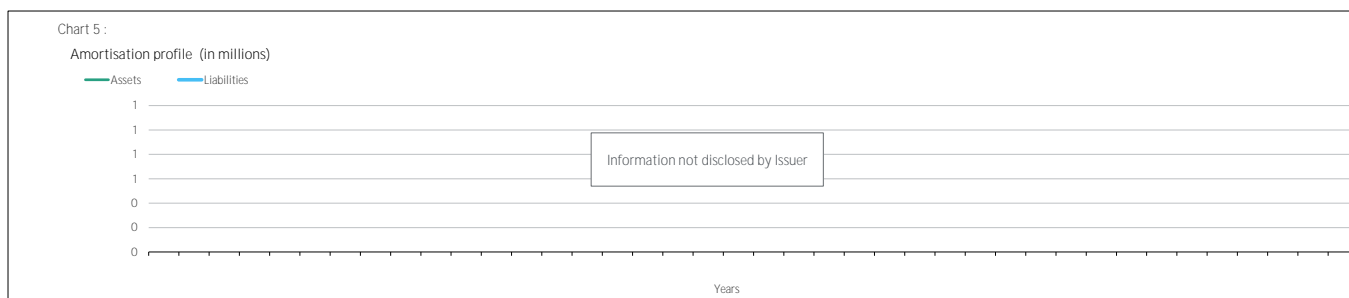 Chart 5 :
Amortisation profile (in millions)
Assets Liabilities
1
1
1
1
0
0
0
Information not disclosed by Issuer
Years